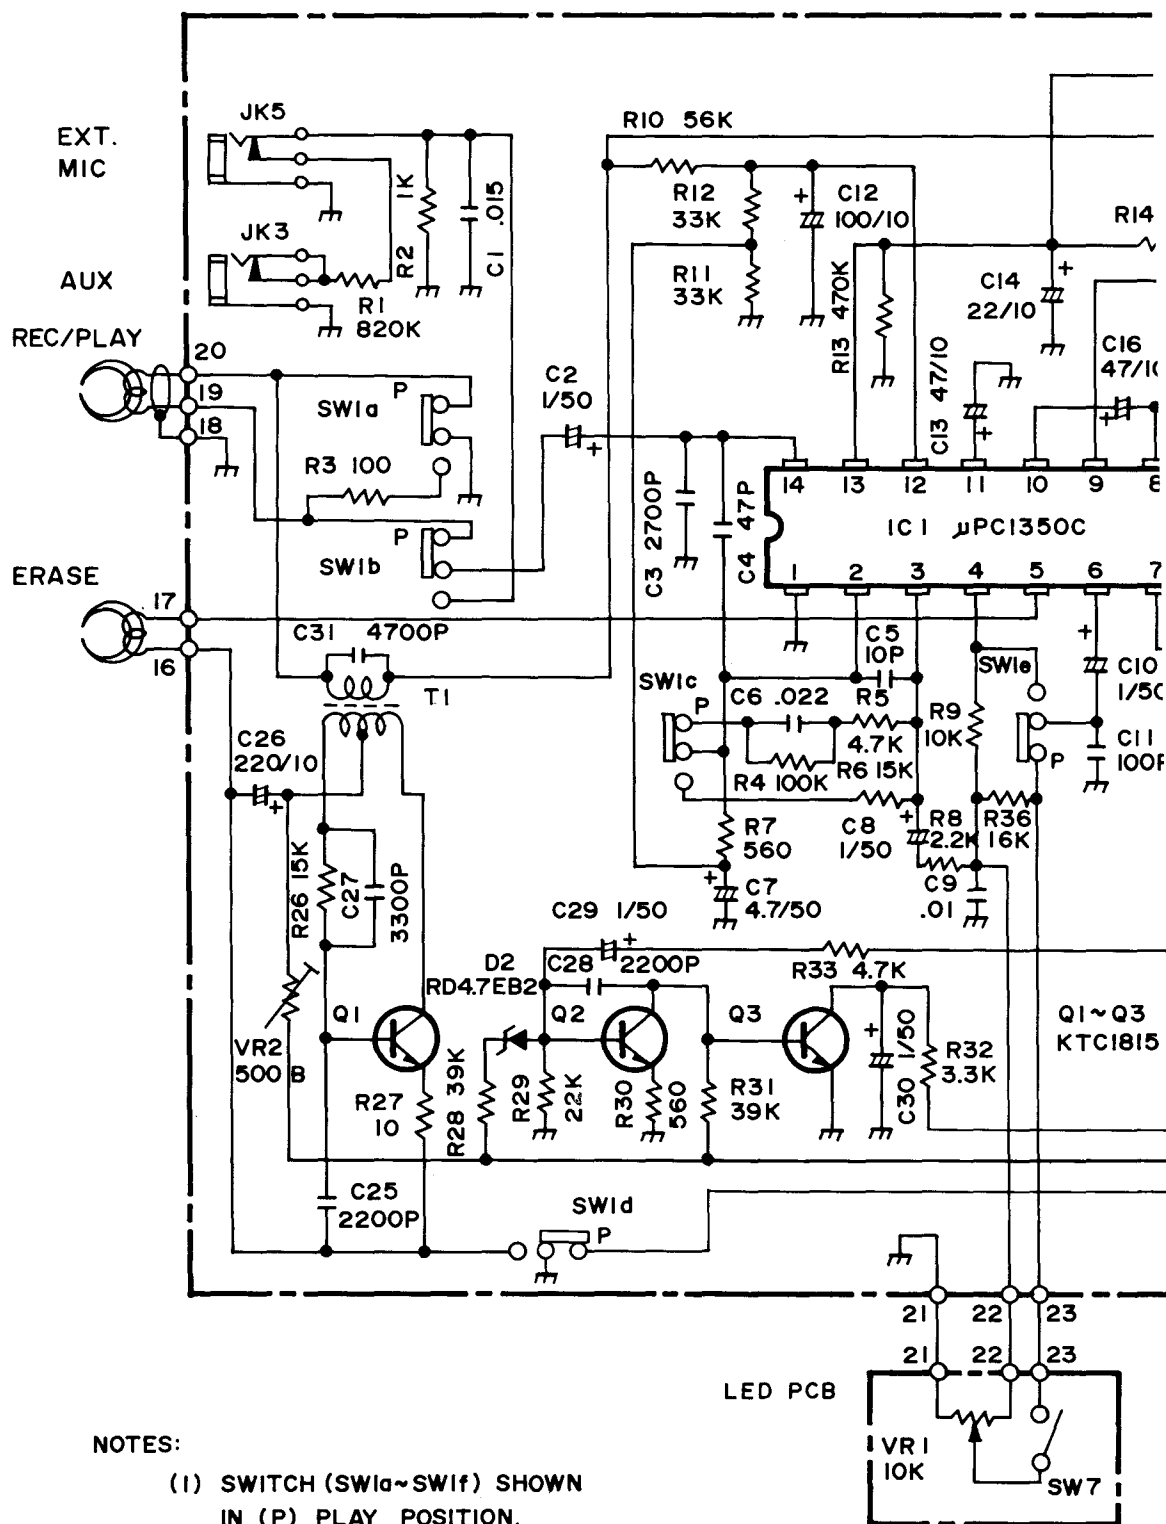 EXT.
MIC
JK5
R10 56K
R2 1K
C1 .015
R12
33K
C12
100/10
R14
AUX
JK3
R1
820K
R11
33K
R13 470K
C14
22/10
REC/PLAY
20
19
18
SW1a
P
C2
1/50
C13 47/10
C16
47/1
R3 100
14
13
12
11
10
9
8
IC1 μPC1350C
1
2
3
4
5
6
7
SW1b
P
C3 2700P
C4 47P
ERASE
17
16
C31 4700P
T1
C5
10P
SW1c
P
C6 .022
R5
4.7K
R4 100K
R6 15K
R9
10K
SW1e
P
C10
1/50
C11
100P
C26
220/10
R7
560
C8
1/50
R8
2.2K
R36
16K
C7
4.7/50
C9
.01
R26 15K
C27
3300P
C29 1/50
D2
RD4.7EB2
C28
2200P
R33 4.7K
Q1
Q2
Q3
Q1~Q3
KTC1815
VR2
500 B
R27
10
R28 39K
R29
22K
R30
560
R31
39K
C30 1/50
R32
3.3K
C25
2200P
SW1d
P
21
22
23
21
22
23
LED PCB
VR1
10K
SW7
NOTES:
(1) SWITCH (SW1a~SW1f) SHOWN
IN (P) PLAY POSITION.